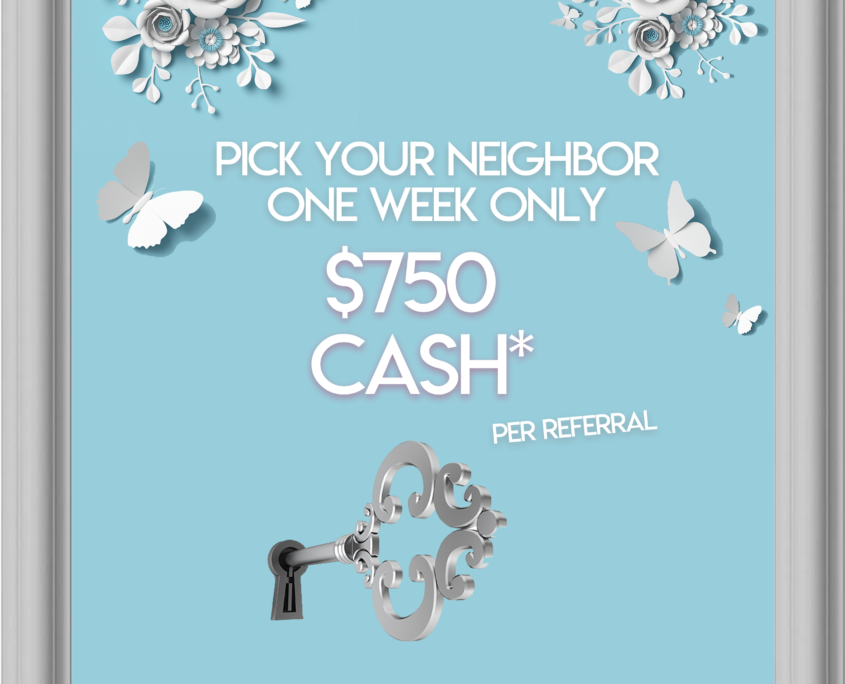 PICK YOUR NEIGHBOR
ONE WEEK ONLY
$750
CASH*
PER REFERRAL